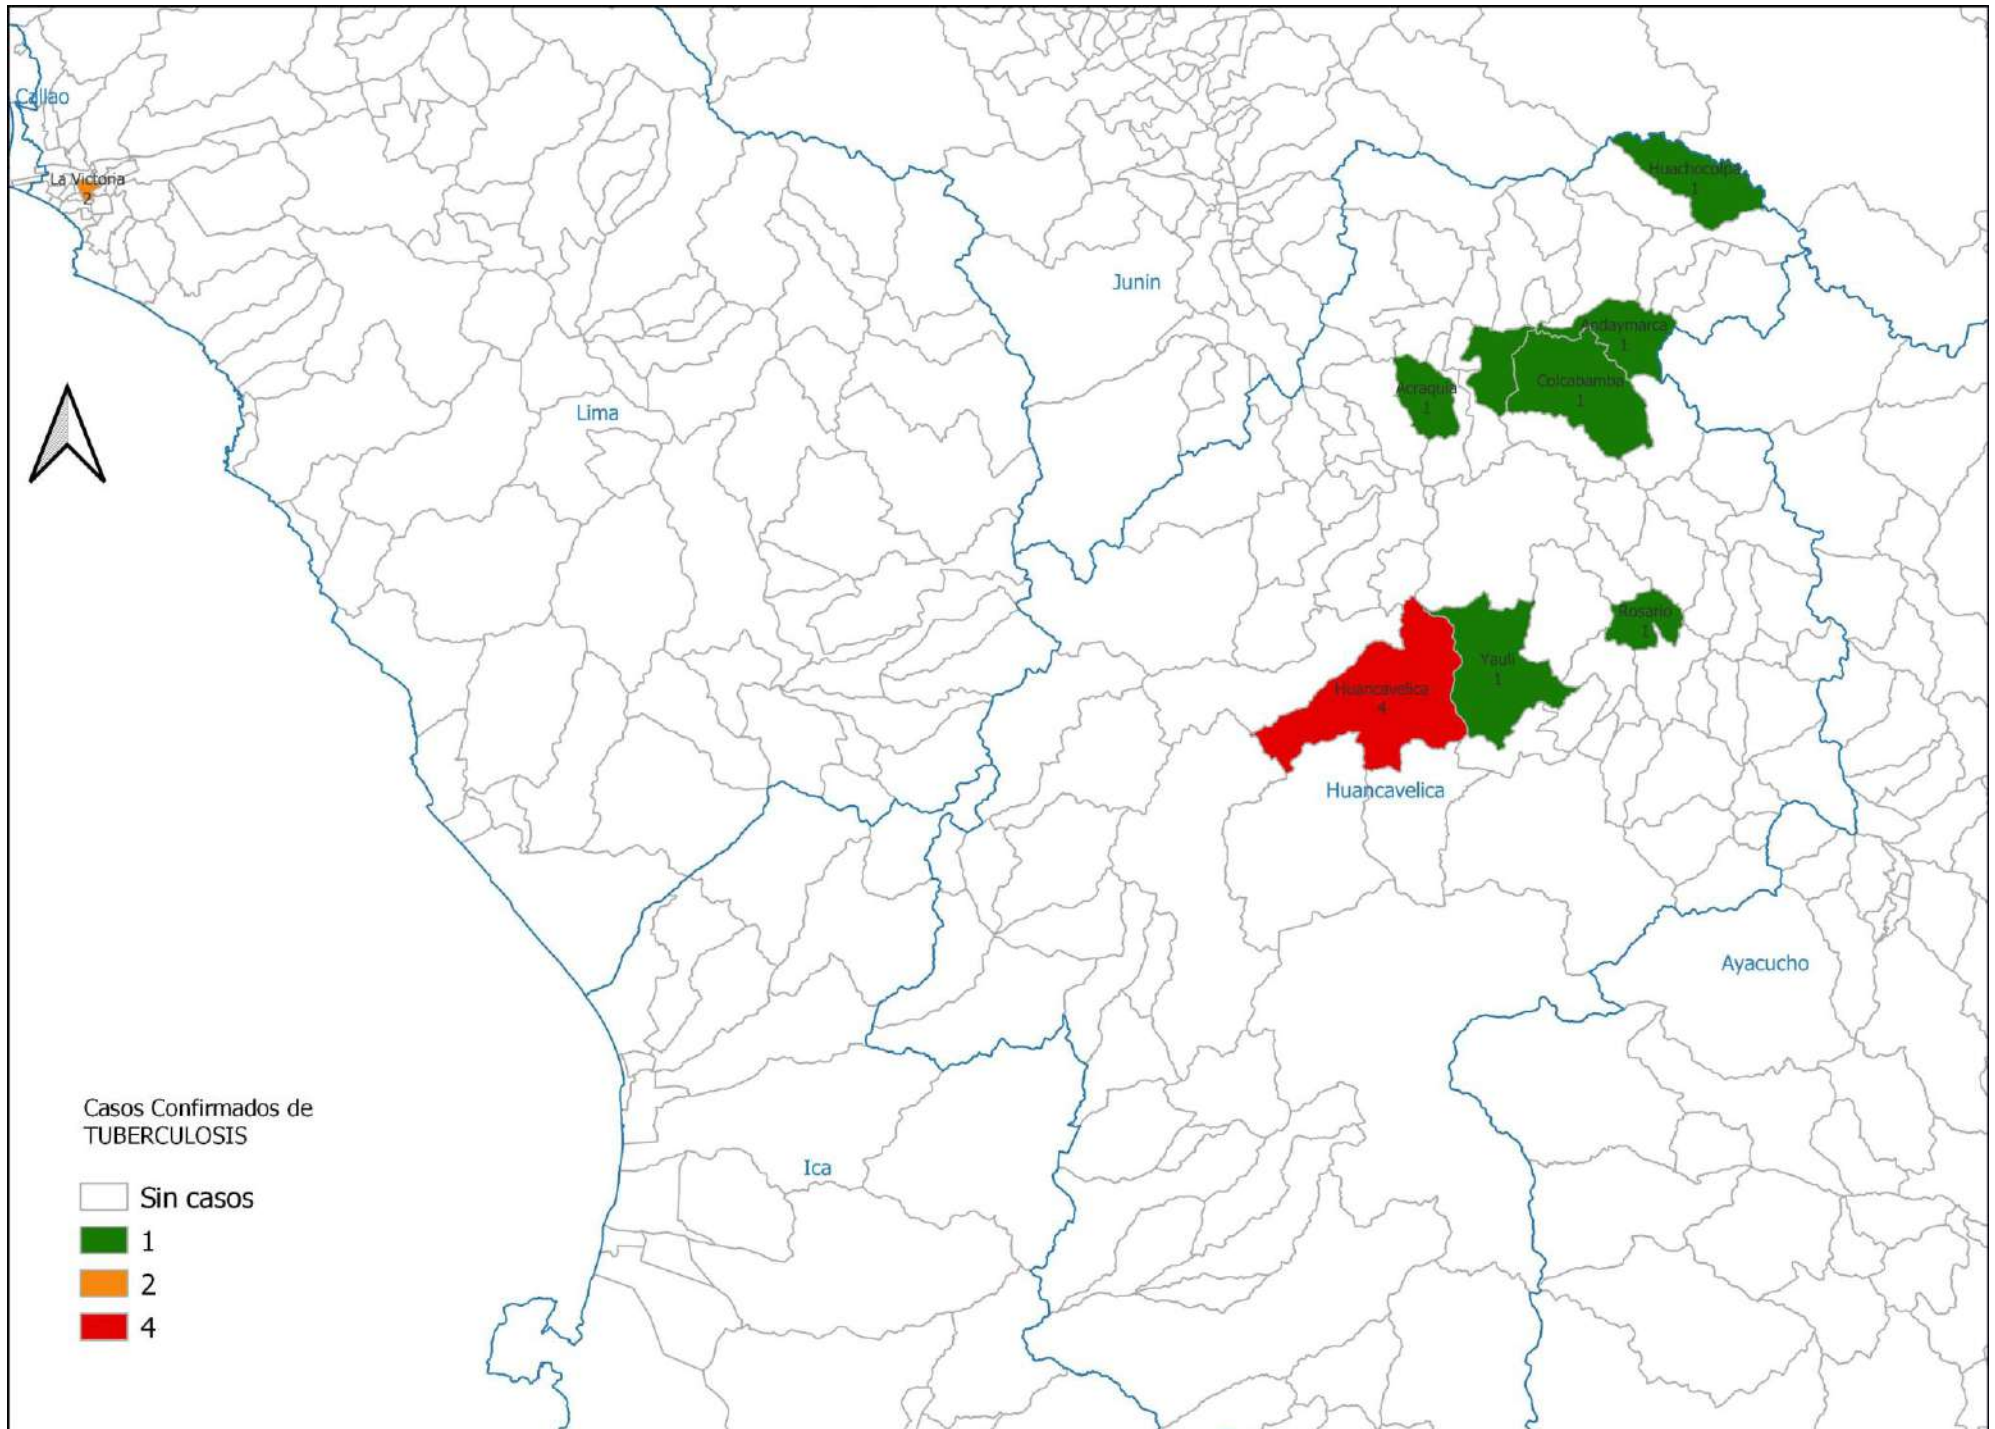 Callao
La Victoria
2
Huachocolpa
1
Junín
Andaymarca
1
Colcabamba
1
Acraquia
1
Lima
Rosario
1
Yauli
1
Huancavelica
4
Huancavelica
Ayacucho
Ica
Casos Confirmados de
TUBERCULOSIS
Sin casos
1
2
4